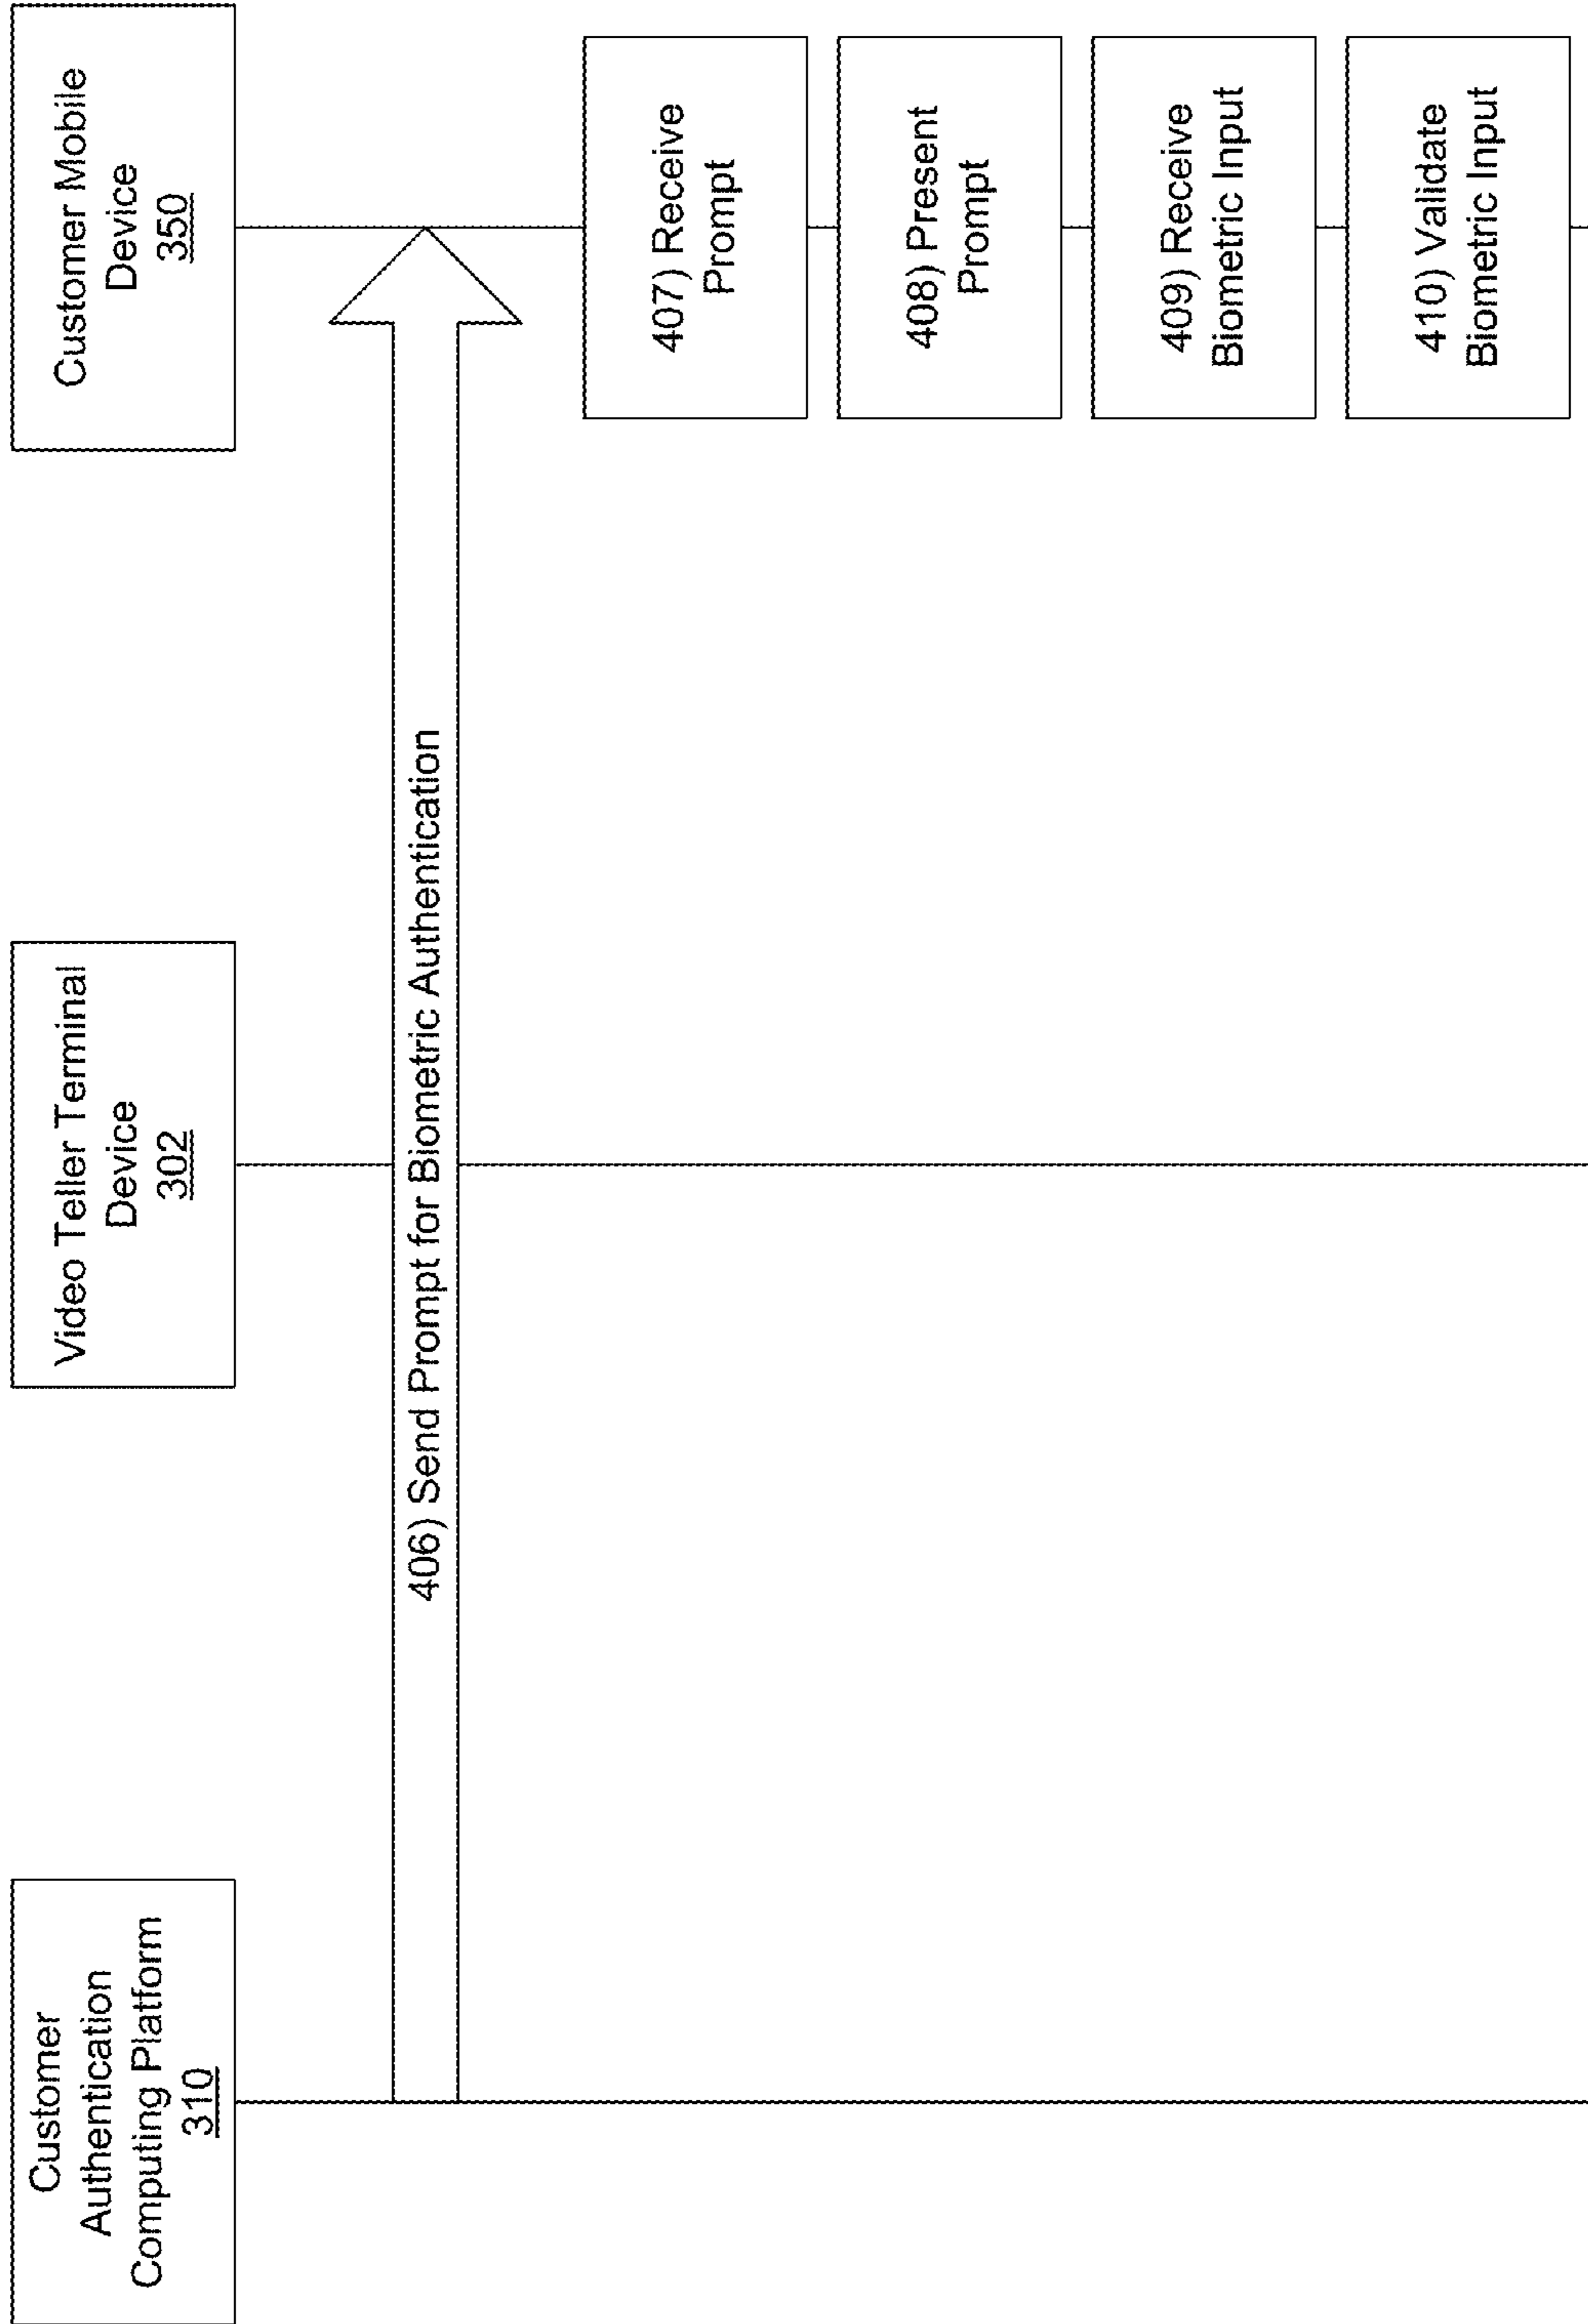 Customer
Authentication
Computing Platform
310
Video Teller Terminal
Device
302
Customer Mobile
Device
350
406) Send Prompt for Biometric Authentication
407) Receive
Prompt
408) Present
Prompt
409) Receive
Biometric Input
410) Validate
Biometric Input